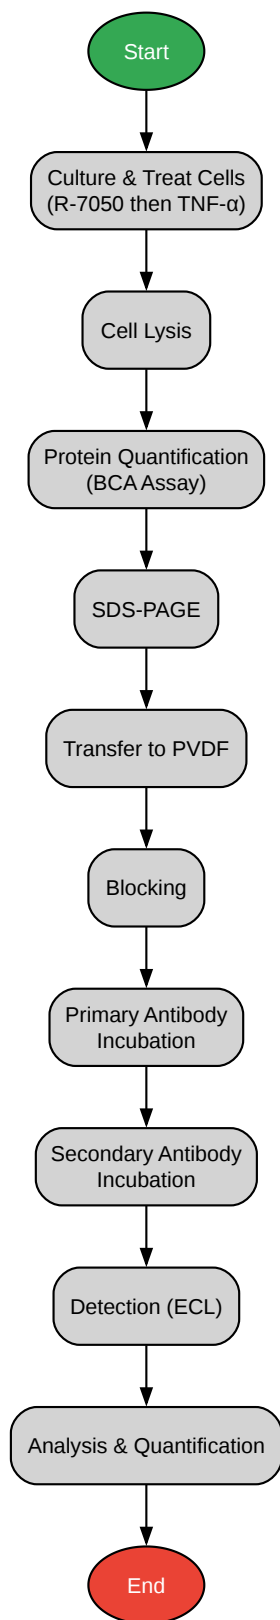 Start
Culture & Treat Cells
(R-7050 then TNF-α)
Cell Lysis
Protein Quantification
(BCA Assay)
SDS-PAGE
Transfer to PVDF
Blocking
Primary Antibody
Incubation
Secondary Antibody
Incubation
Detection (ECL)
Analysis & Quantification
End